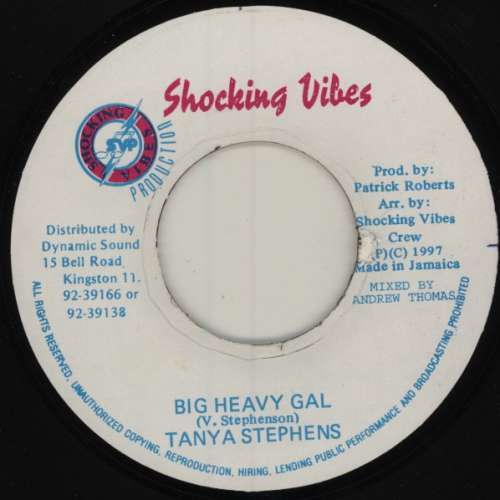 Shocking Vibes
SHOCKING VIBES
SVP
PRODUCTION
Distributed by
Dynamic Sound
15 Bell Road,
Kingston 11.
92-39166 or
92-39138
Prod. by:
Patrick Roberts
Arr. by:
Shocking Vibes
Crew
(P)(C) 1997
Made in Jamaica
MIXED BY
ANDREW THOMAS
BIG HEAVY GAL
(V. Stephenson)
TANYA STEPHENS
ALL RIGHTS RESERVED, UNAUTHORIZED COPYING, REPRODUCTION, HIRING, LENDING PUBLIC PERFORMANCE AND BROADCASTING PROHIBITED